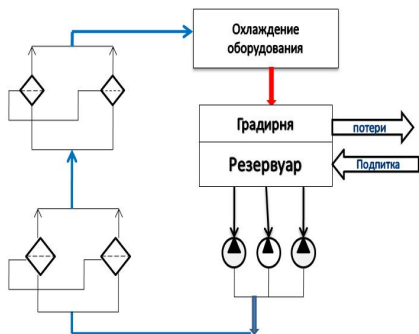 Охлаждение
оборудования
Градирня
потери
Резервуар
Подпитка